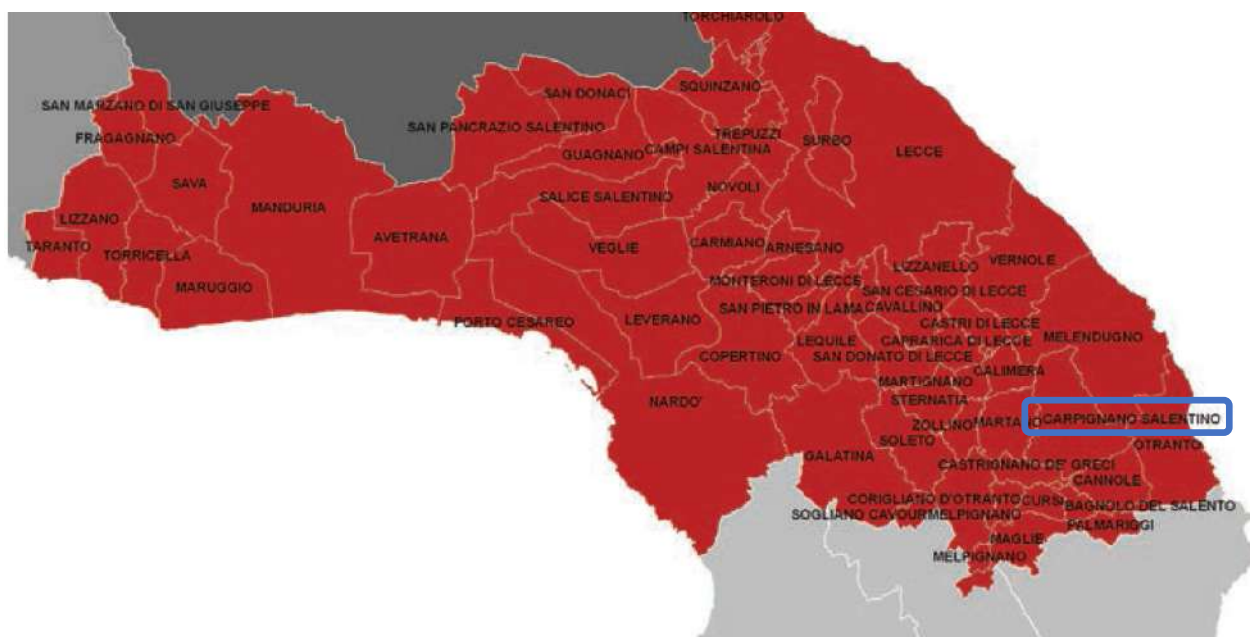 TORCHIAROLO
SAN DONACI
SQUINZANO
SAN MARZANO DI SAN GIUSEPPE
FRAGAGNANO
SAN PANCRAZIO SALENTINO
TREPUZZI
SURBO
GUAGNANO
CAMPI SALENTINA
LECCE
SAVA
MANDURIA
SALICE SALENTINO
NOVOLI
LIZZANO
AVETRANA
TARANTO
TORRICELLA
VEGLIE
CARMIANO
ARNESANO
MARUGGIO
LIZZANELLO
VERNOLE
MONTERONI DI LECCE
SAN CESARIO DI LECCE
SAN PIETRO IN LAMA
CAVALLINO
PORTO CESAREO
LEVERANO
CASTRI DI LECCE
LEQUILE
CAPRARICA DI LECCE
MELENDUGNO
COPERTINO
SAN DONATO DI LECCE
CALIMERA
MARTIGNANO
NARDO'
STERNATIA
ZOLLINO
MARTANO
CARPIGNANO SALENTINO
SOLETO
OTRANTO
GALATINA
CASTRIGNANO DE' GRECI
CANNOLE
CORIGLIANO D'OTRANTO
CURSI
BAGNOLO DEL SALENTO
SOGLIANO CAVOUR
MELPIGNANO
PALMARIGGI
MAGLIE
MELPIGNANO